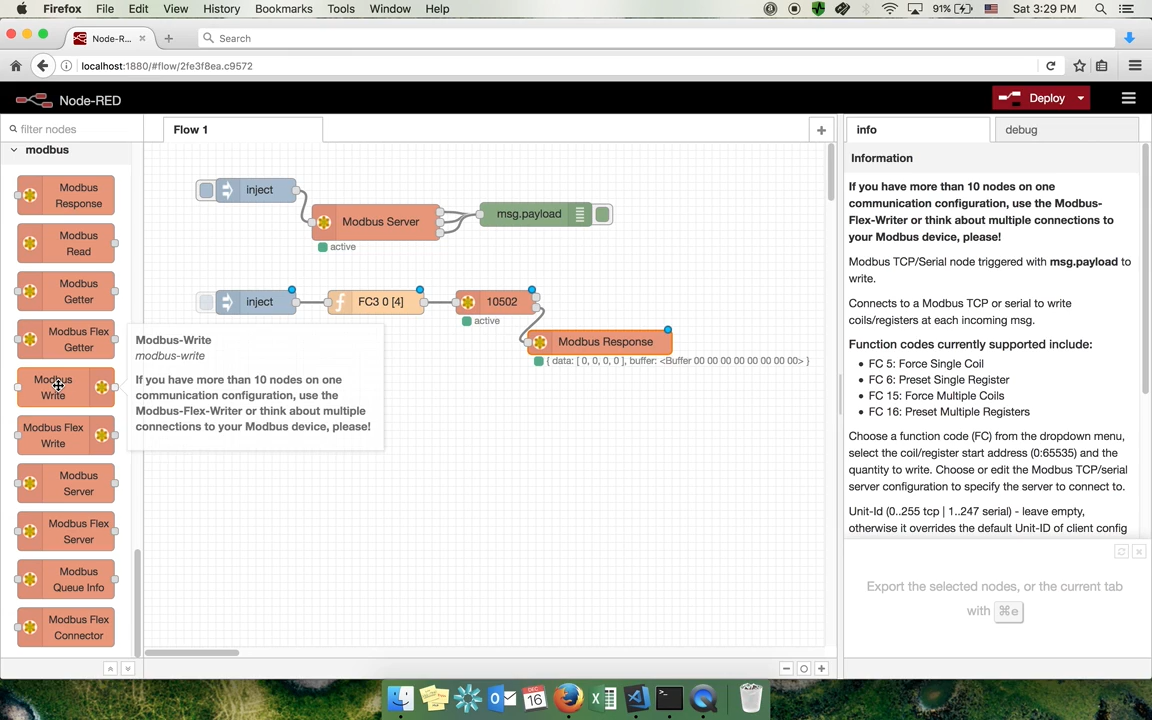 Firefox File Edit View History Bookmarks Tools Window Help 91% Sat 3:29 PM
Node-R... Search
localhost:1880/#flow/2fe3f8ea.c9572
Node-RED Deploy
filter nodes Flow 1 info debug
modbus
Modbus Response
Modbus Read
Modbus Getter
Modbus Flex Getter
Modbus Write
Modbus Flex Write
Modbus Server
Modbus Flex Server
Modbus Queue Info
Modbus Flex Connector
inject
Modbus Server
active
msg.payload
inject
FC3 0 [4]
10502
active
Modbus Response
{ data: [ 0, 0, 0, 0 ], buffer: <Buffer 00 00 00 00 00 00 00 00> }
Modbus-Write
modbus-write
If you have more than 10 nodes on one
communication configuration, use the
Modbus-Flex-Writer or think about multiple
connections to your Modbus device, please!
Information
If you have more than 10 nodes on one
communication configuration, use the Modbus-
Flex-Writer or think about multiple connections to
your Modbus device, please!
Modbus TCP/Serial node triggered with msg.payload to
write.
Connects to a Modbus TCP or serial to write
coils/registers at each incoming msg.
Function codes currently supported include:
• FC 5: Force Single Coil
• FC 6: Preset Single Register
• FC 15: Force Multiple Coils
• FC 16: Preset Multiple Registers
Choose a function code (FC) from the dropdown menu,
select the coil/register start address (0:65535) and the
quantity to write. Choose or edit the Modbus TCP/serial
server configuration to specify the server to connect to.
Unit-Id (0..255 tcp | 1..247 serial) - leave empty,
otherwise it overrides the default Unit-ID of client config
Export the selected nodes, or the current tab
with ⌘e
DEC
16